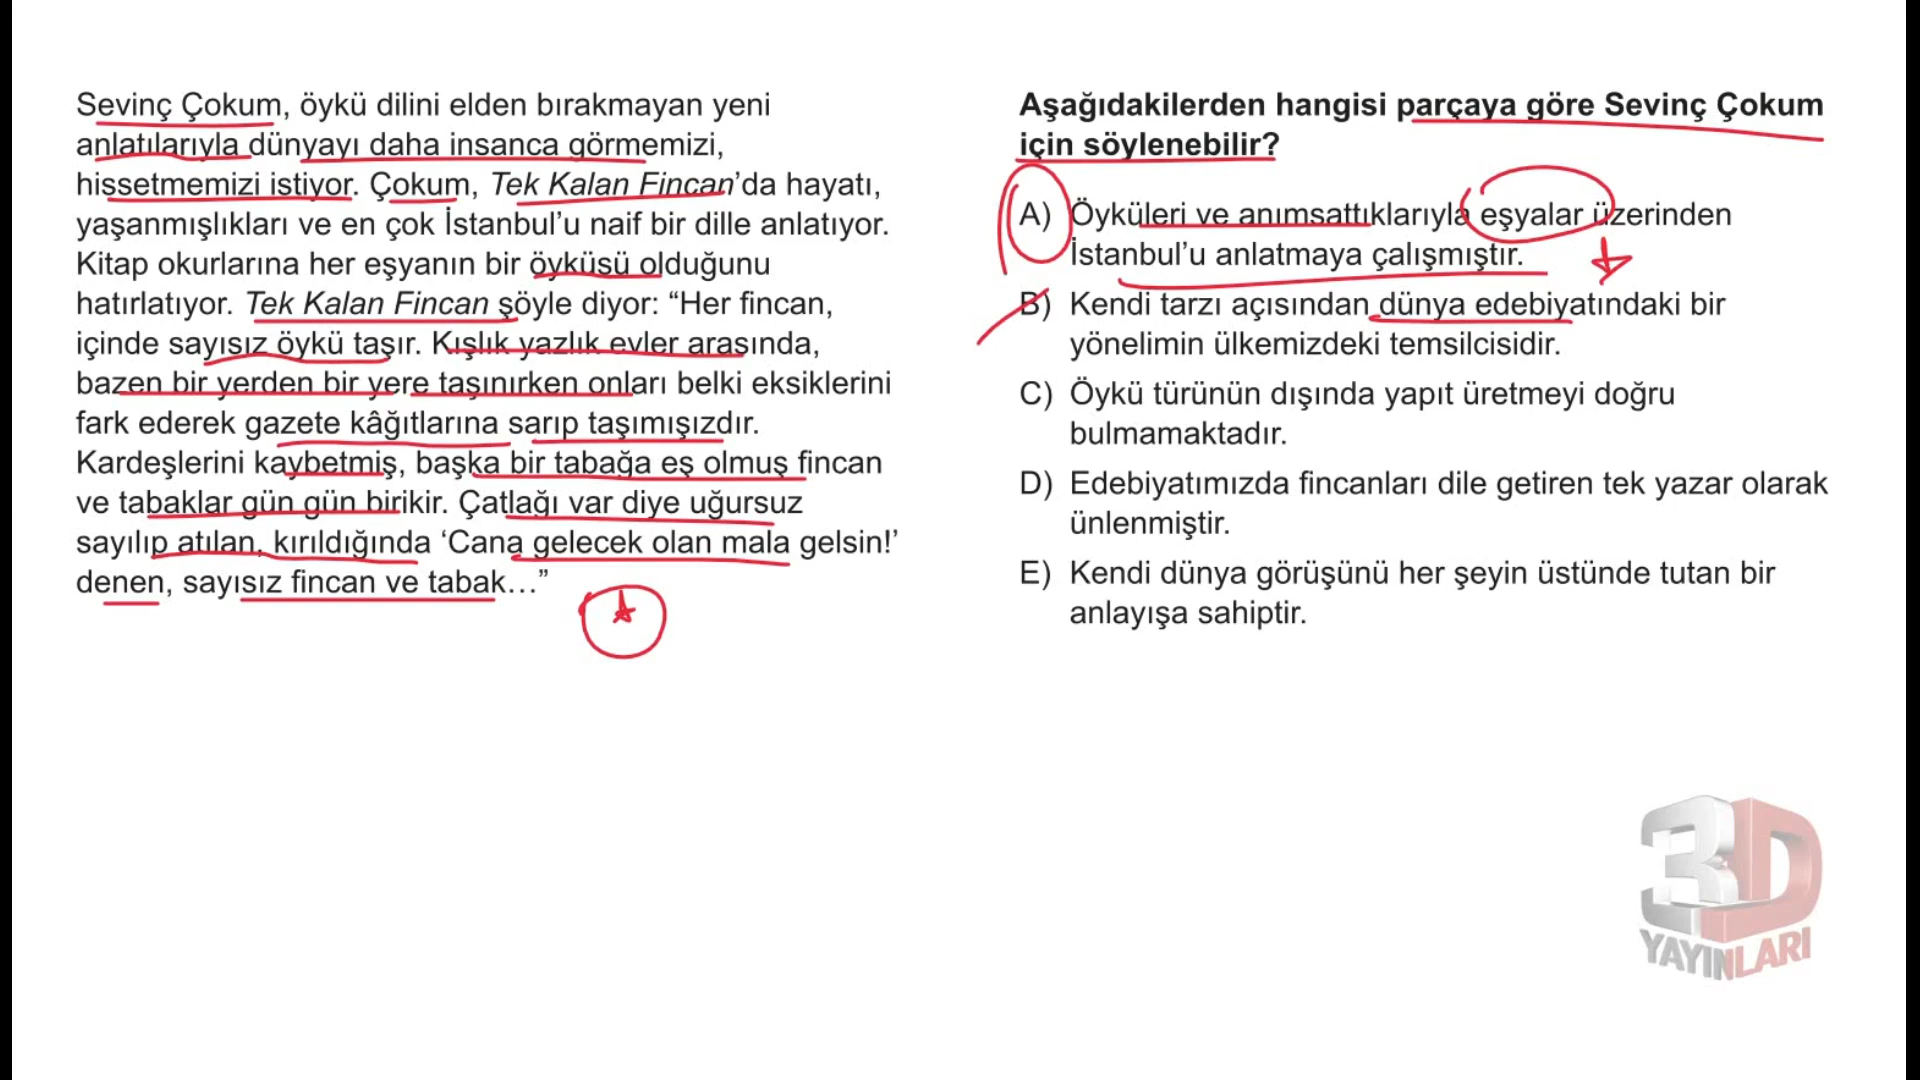 Sevinç Çokum, öykü dilini elden bırakmayan yeni
anlatılarıyla dünyayı daha insanca görmemizi,
hissetmemizi istiyor. Çokum, Tek Kalan Fincan’da hayatı,
yaşanmışlıkları ve en çok İstanbul’u naif bir dille anlatıyor.
Kitap okurlarına her eşyanın bir öyküsü olduğunu
hatırlatıyor. Tek Kalan Fincan şöyle diyor: “Her fincan,
içinde sayısız öykü taşır. Kışlık yazlık evler arasında,
bazen bir yerden bir yere taşınırken onları belki eksiklerini
fark ederek gazete kâğıtlarına sarıp taşımışızdır.
Kardeşlerini kaybetmiş, başka bir tabağa eş olmuş fincan
ve tabaklar gün gün birikir. Çatlağı var diye uğursuz
sayılıp atılan, kırıldığında ‘Cana gelecek olan mala gelsin!’
denen, sayısız fincan ve tabak…”
Aşağıdakilerden hangisi parçaya göre Sevinç Çokum
için söylenebilir?
A) Öyküleri ve anımsattıklarıyla eşyalar üzerinden
İstanbul’u anlatmaya çalışmıştır.
B) Kendi tarzı açısından dünya edebiyatındaki bir
yönelimin ülkemizdeki temsilcisidir.
C) Öykü türünün dışında yapıt üretmeyi doğru
bulmamaktadır.
D) Edebiyatımızda fincanları dile getiren tek yazar olarak
ünlenmiştir.
E) Kendi dünya görüşünü her şeyin üstünde tutan bir
anlayışa sahiptir.
3D
YAYINLARI